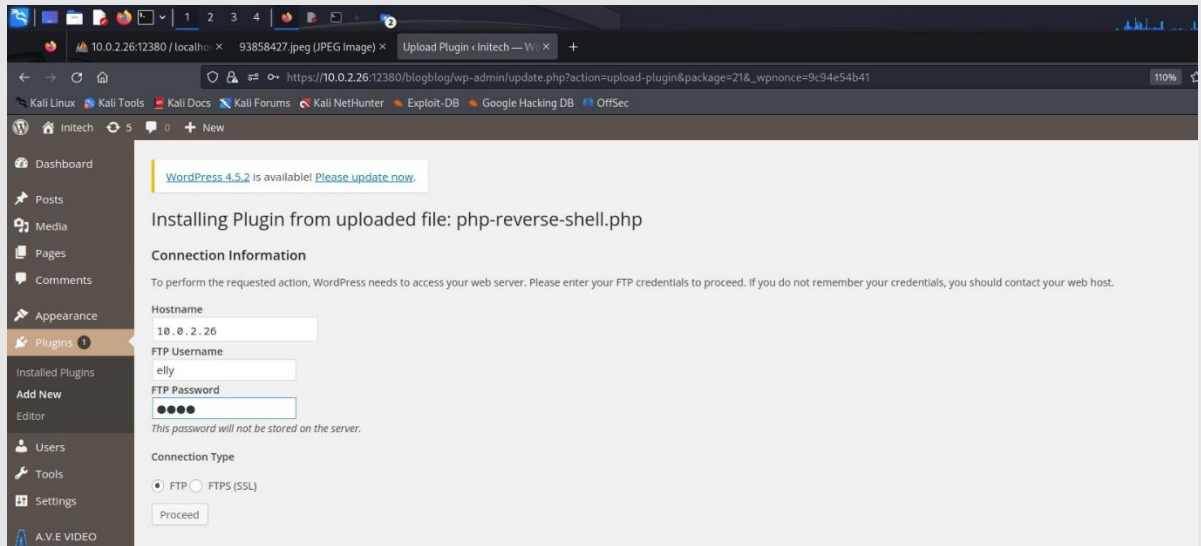 1 2 3 4
2
10.0.2.26:12380 / localhos × 93858427.jpeg (JPEG Image) × Upload Plugin ‹ Initech — Wo × +
https://10.0.2.26:12380/blogblog/wp-admin/update.php?action=upload-plugin&package=21&_wpnonce=9c94e54b41 110%
Kali Linux Kali Tools Kali Docs Kali Forums Kali NetHunter Exploit-DB Google Hacking DB OffSec
Initech 5 0 + New
Dashboard
Posts
Media
Pages
Comments
Appearance
Plugins 1
Installed Plugins
Add New
Editor
Users
Tools
Settings
A.V.E VIDEO
WordPress 4.5.2 is available! Please update now.
Installing Plugin from uploaded file: php-reverse-shell.php
Connection Information
To perform the requested action, WordPress needs to access your web server. Please enter your FTP credentials to proceed. If you do not remember your credentials, you should contact your web host.
Hostname
10.0.2.26
FTP Username
elly
FTP Password
●●●●
This password will not be stored on the server.
Connection Type
FTP FTPS (SSL)
Proceed